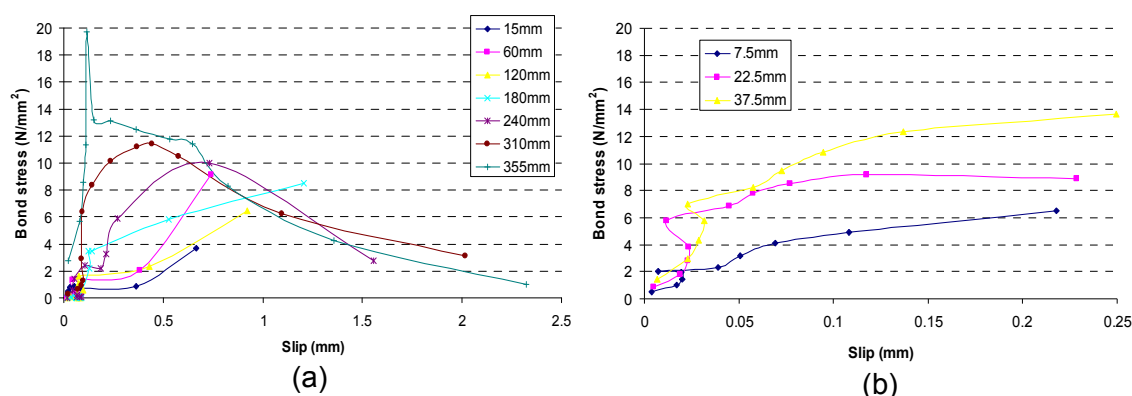 20
18
16
14
12
10
8
6
4
2
0
Bond stress (N/mm²)
0 0.5 1 1.5 2 2.5
Slip (mm)
15mm
60mm
120mm
180mm
240mm
310mm
355mm
(a)
20
18
16
14
12
10
8
6
4
2
0
Bond stress (N/mm²)
0 0.05 0.1 0.15 0.2 0.25
Slip (mm)
7.5mm
22.5mm
37.5mm
(b)